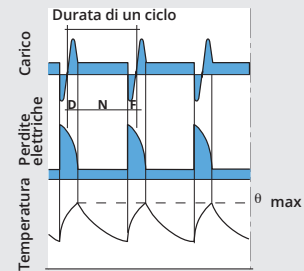 Durata di un ciclo
Carico
D N F
Perdite
elettriche
θ max
Temperatura